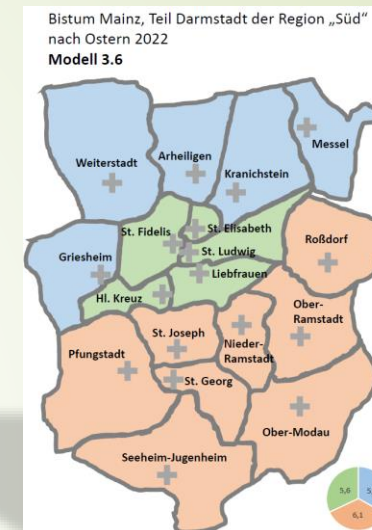 Bistum Mainz, Teil Darmstadt der Region „Süd“
nach Ostern 2022
Modell 3.6
Messel
Arheiligen
Weiterstadt
Kranichstein
St. Fidelis
St. Elisabeth
Roßdorf
St. Ludwig
Griesheim
Liebfrauen
Hl. Kreuz
Ober-
Ramstadt
St. Joseph
Nieder-
Ramstadt
Pfungstadt
St. Georg
Ober-Modau
Seeheim-Jugenheim
5,6
6,1